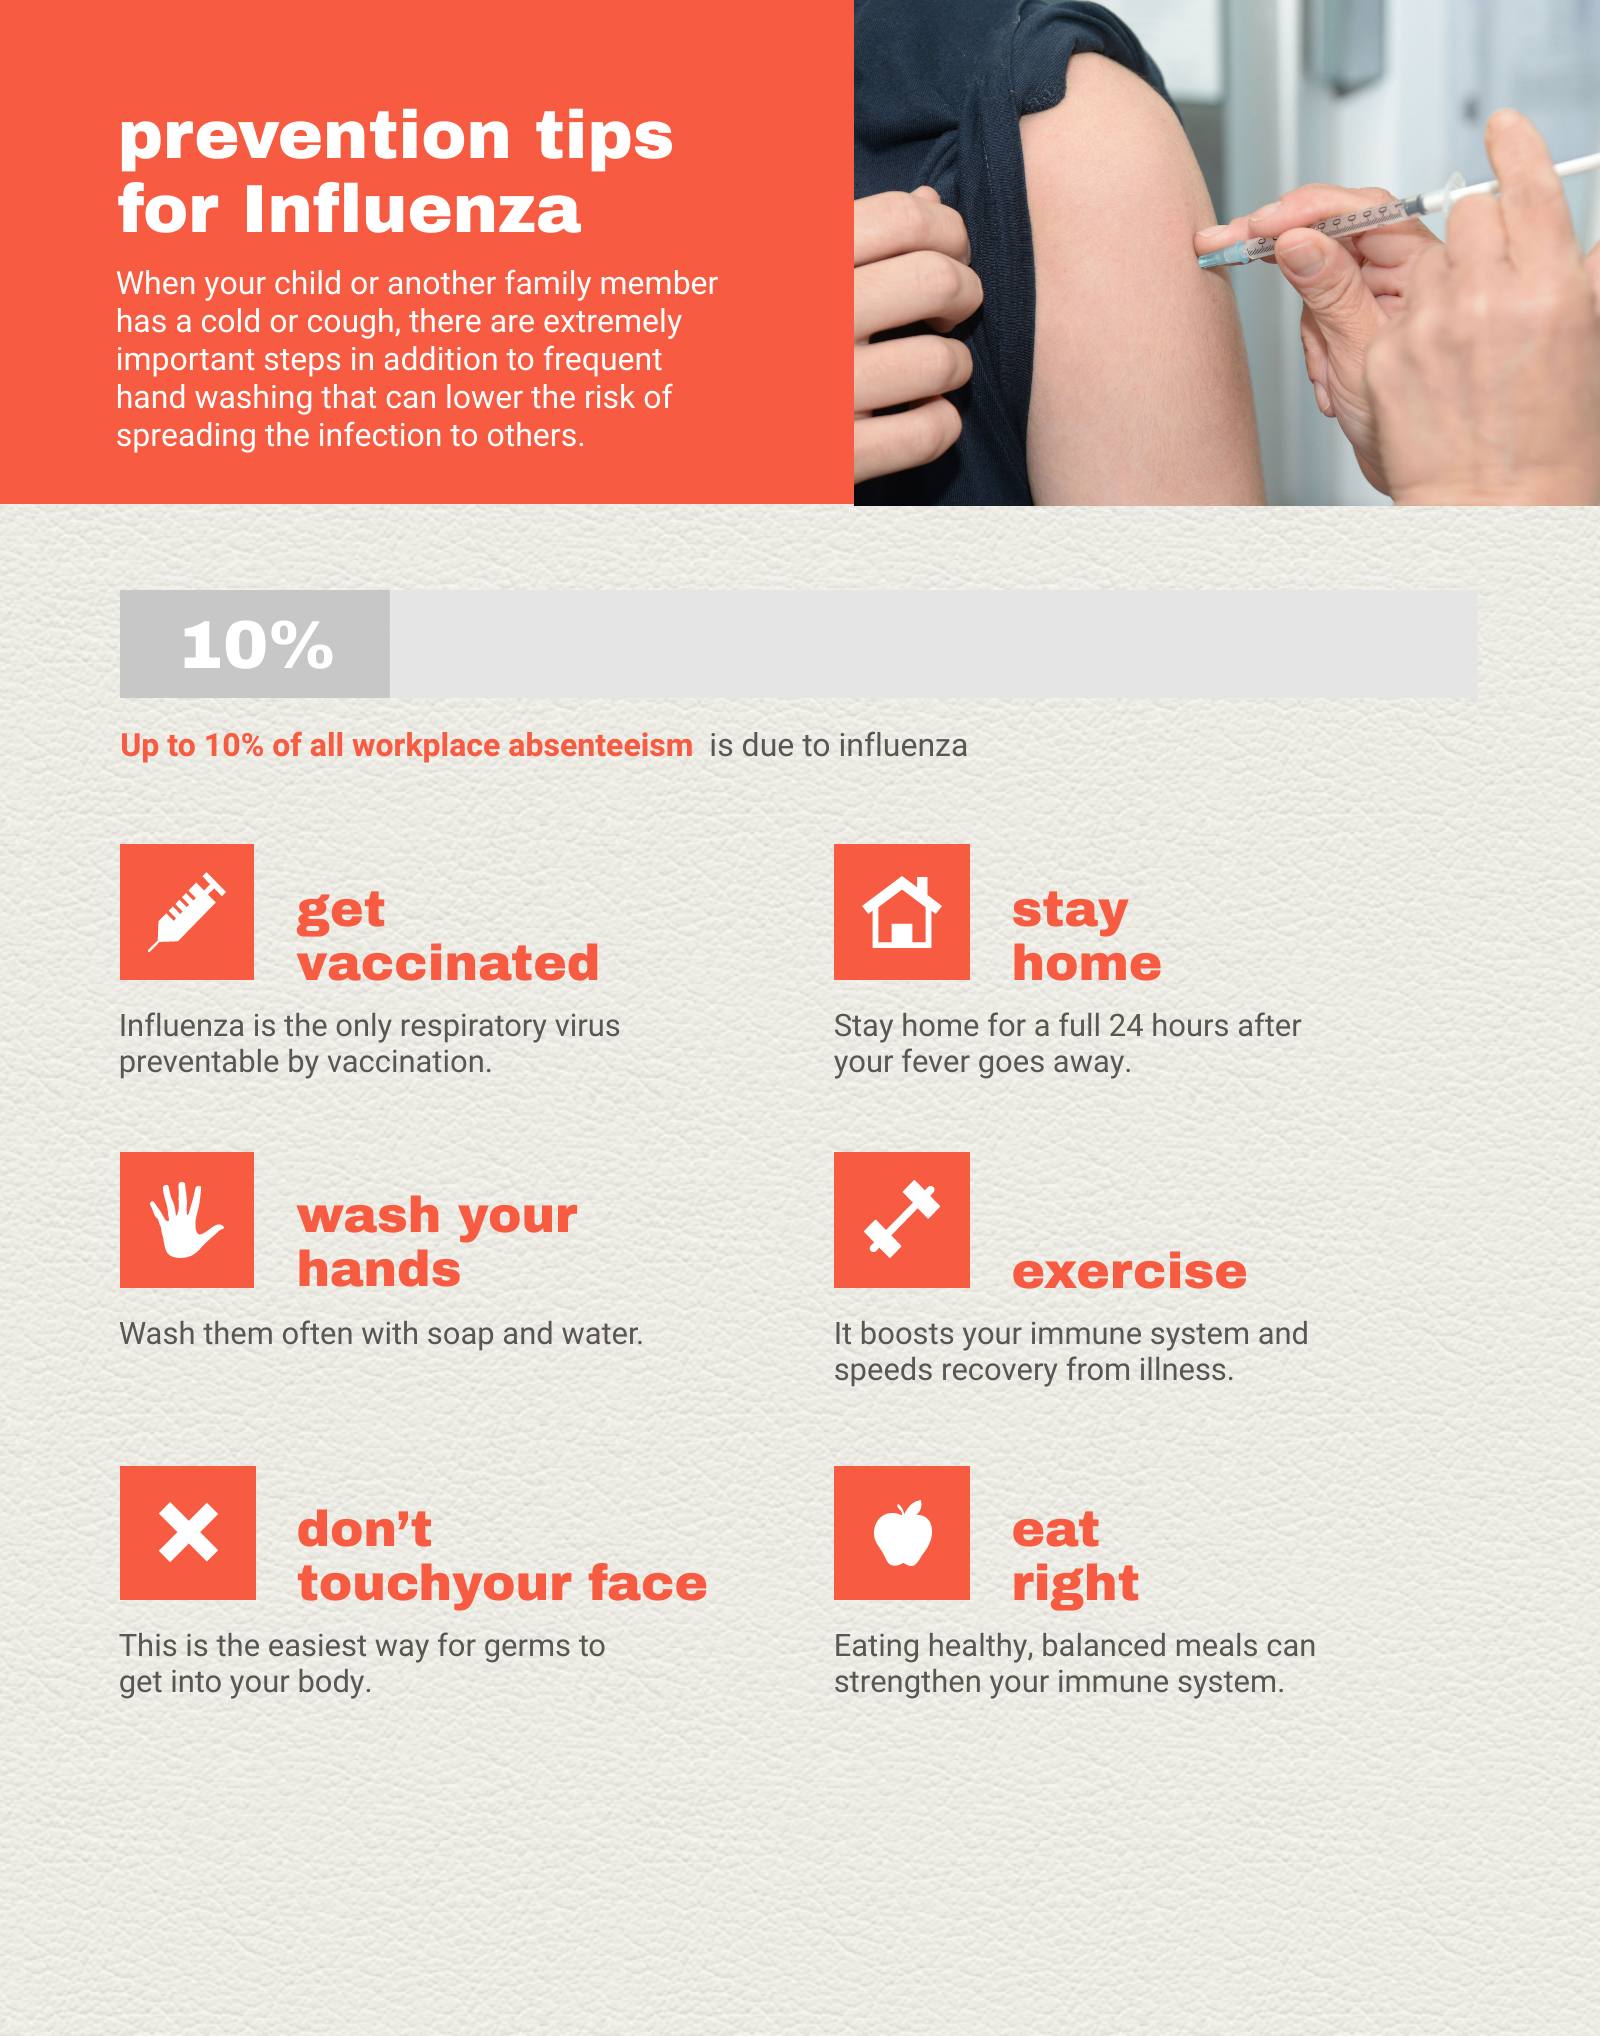 prevention tips
for Influenza
When your child or another family member
has a cold or cough, there are extremely
important steps in addition to frequent
hand washing that can lower the risk of
spreading the infection to others.
10%
Up to 10% of all workplace absenteeism is due to influenza
get
vaccinated
Influenza is the only respiratory virus
preventable by vaccination.
stay
home
Stay home for a full 24 hours after
your fever goes away.
wash your
hands
Wash them often with soap and water.
exercise
It boosts your immune system and
speeds recovery from illness.
don’t
touchyour face
This is the easiest way for germs to
get into your body.
eat
right
Eating healthy, balanced meals can
strengthen your immune system.